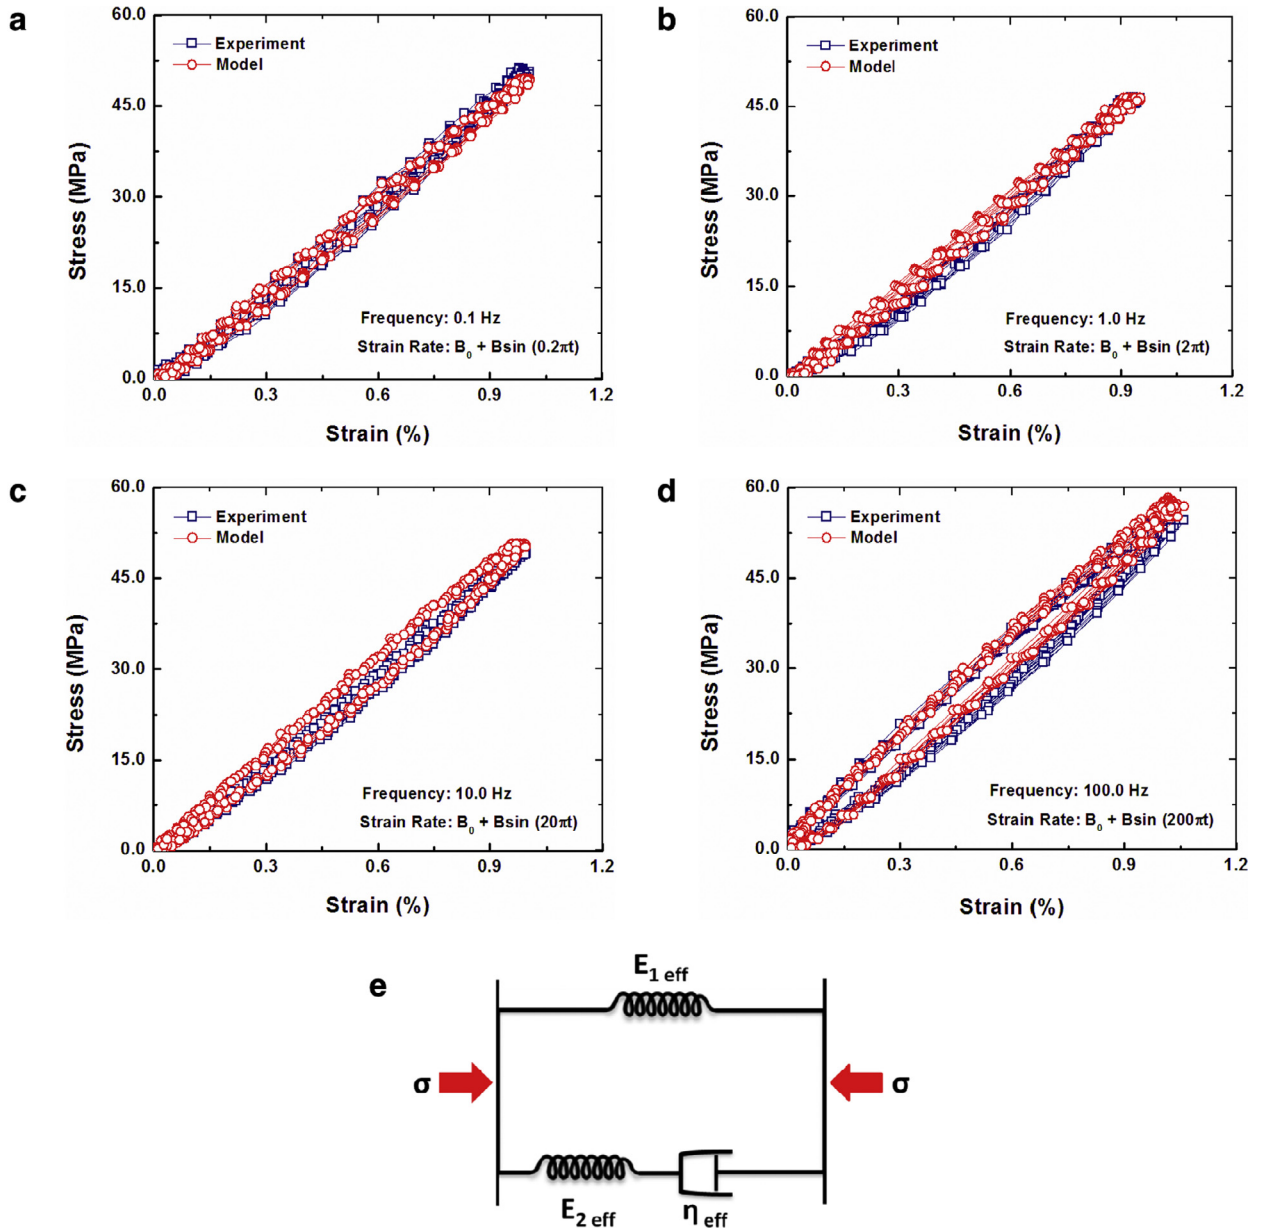 a
60.0
45.0
30.0
15.0
0.0
Stress (MPa)
Experiment
Model
Frequency: 0.1 Hz
Strain Rate: B₀ + Bsin (0.2πt)
0.0 0.3 0.6 0.9 1.2
Strain (%)
b
60.0
45.0
30.0
15.0
0.0
Stress (MPa)
Experiment
Model
Frequency: 1.0 Hz
Strain Rate: B₀ + Bsin (2πt)
0.0 0.3 0.6 0.9 1.2
Strain (%)
c
60.0
45.0
30.0
15.0
0.0
Stress (MPa)
Experiment
Model
Frequency: 10.0 Hz
Strain Rate: B₀ + Bsin (20πt)
0.0 0.3 0.6 0.9 1.2
Strain (%)
d
60.0
45.0
30.0
15.0
0.0
Stress (MPa)
Experiment
Model
Frequency: 100.0 Hz
Strain Rate: B₀ + Bsin (200πt)
0.0 0.3 0.6 0.9 1.2
Strain (%)
e
E1 eff
σ σ
E2 eff η eff